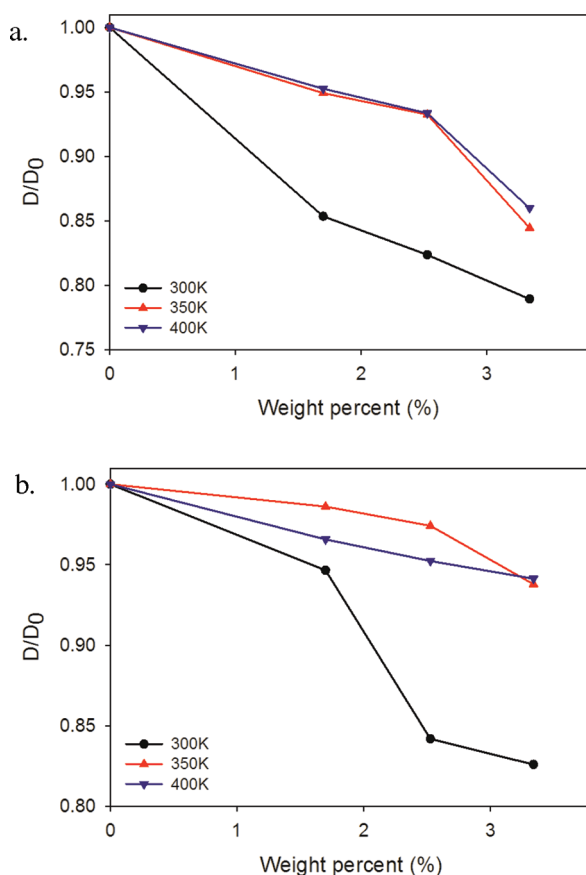 a.
1.00
0.95
0.90
0.85
0.80
0.75
D/D0
300K
350K
400K
0 1 2 3
Weight percent (%)
b.
1.00
0.95
0.90
0.85
0.80
D/D0
300K
350K
400K
0 1 2 3
Weight percent (%)